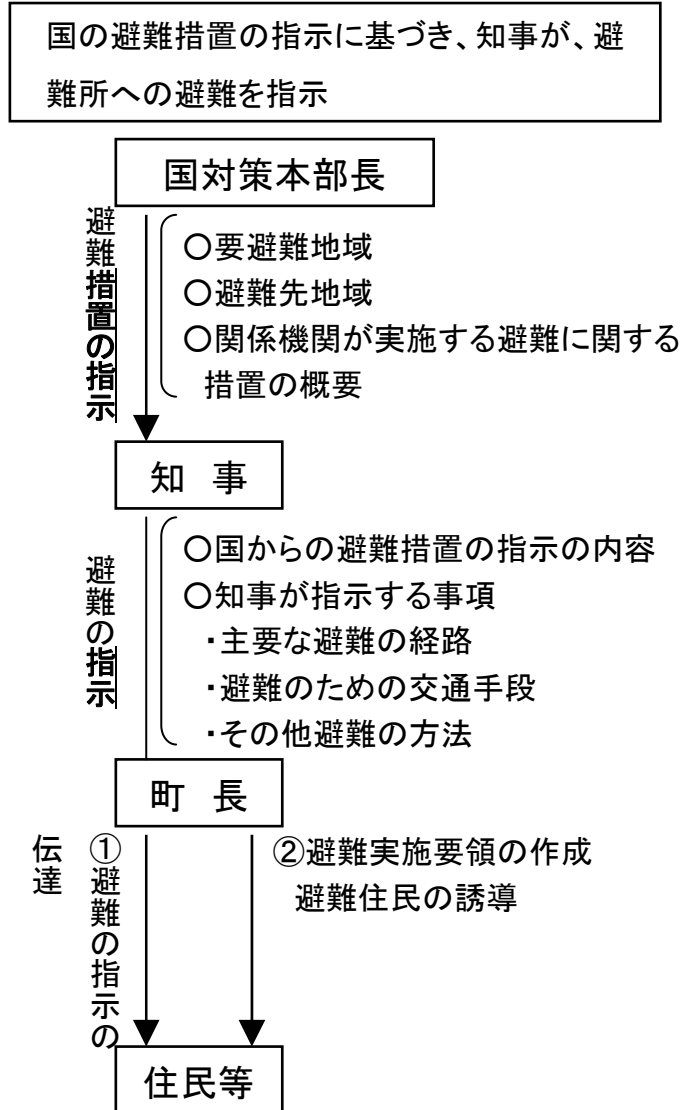 国の避難措置の指示に基づき、知事が、避
難所への避難を指示
国対策本部長
避難措置の指示
○要避難地域
○避難先地域
○関係機関が実施する避難に関する
措置の概要
知 事
避難の指示
○国からの避難措置の指示の内容
○知事が指示する事項
・主要な避難の経路
・避難のための交通手段
・その他避難の方法
町 長
①避難の指示の
伝達
②避難実施要領の作成
避難住民の誘導
住民等